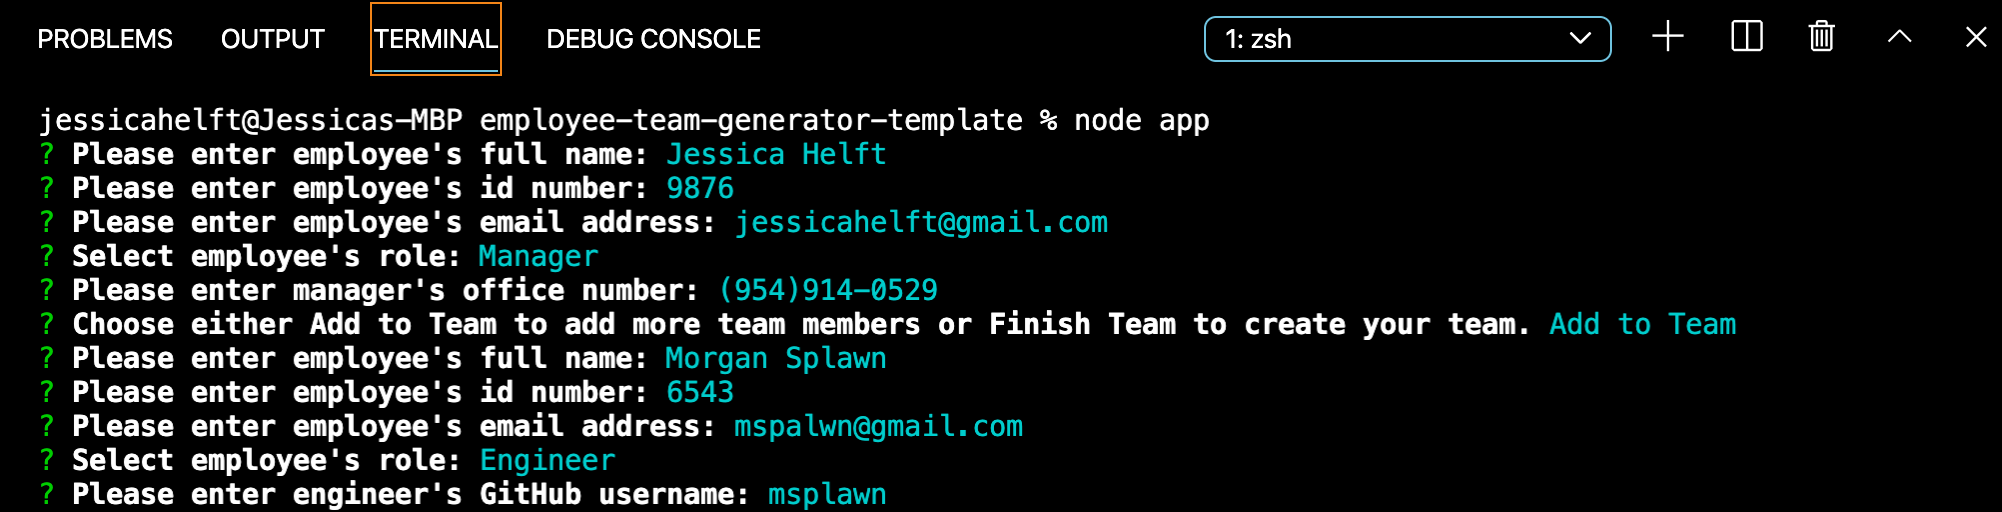 PROBLEMS OUTPUT TERMINAL DEBUG CONSOLE 1: zsh
jessicahelft@Jessicas-MBP employee-team-generator-template % node app
? Please enter employee's full name: Jessica Helft
? Please enter employee's id number: 9876
? Please enter employee's email address: jessicahelft@gmail.com
? Select employee's role: Manager
? Please enter manager's office number: (954)914-0529
? Choose either Add to Team to add more team members or Finish Team to create your team. Add to Team
? Please enter employee's full name: Morgan Splawn
? Please enter employee's id number: 6543
? Please enter employee's email address: mspalwn@gmail.com
? Select employee's role: Engineer
? Please enter engineer's GitHub username: msplawn